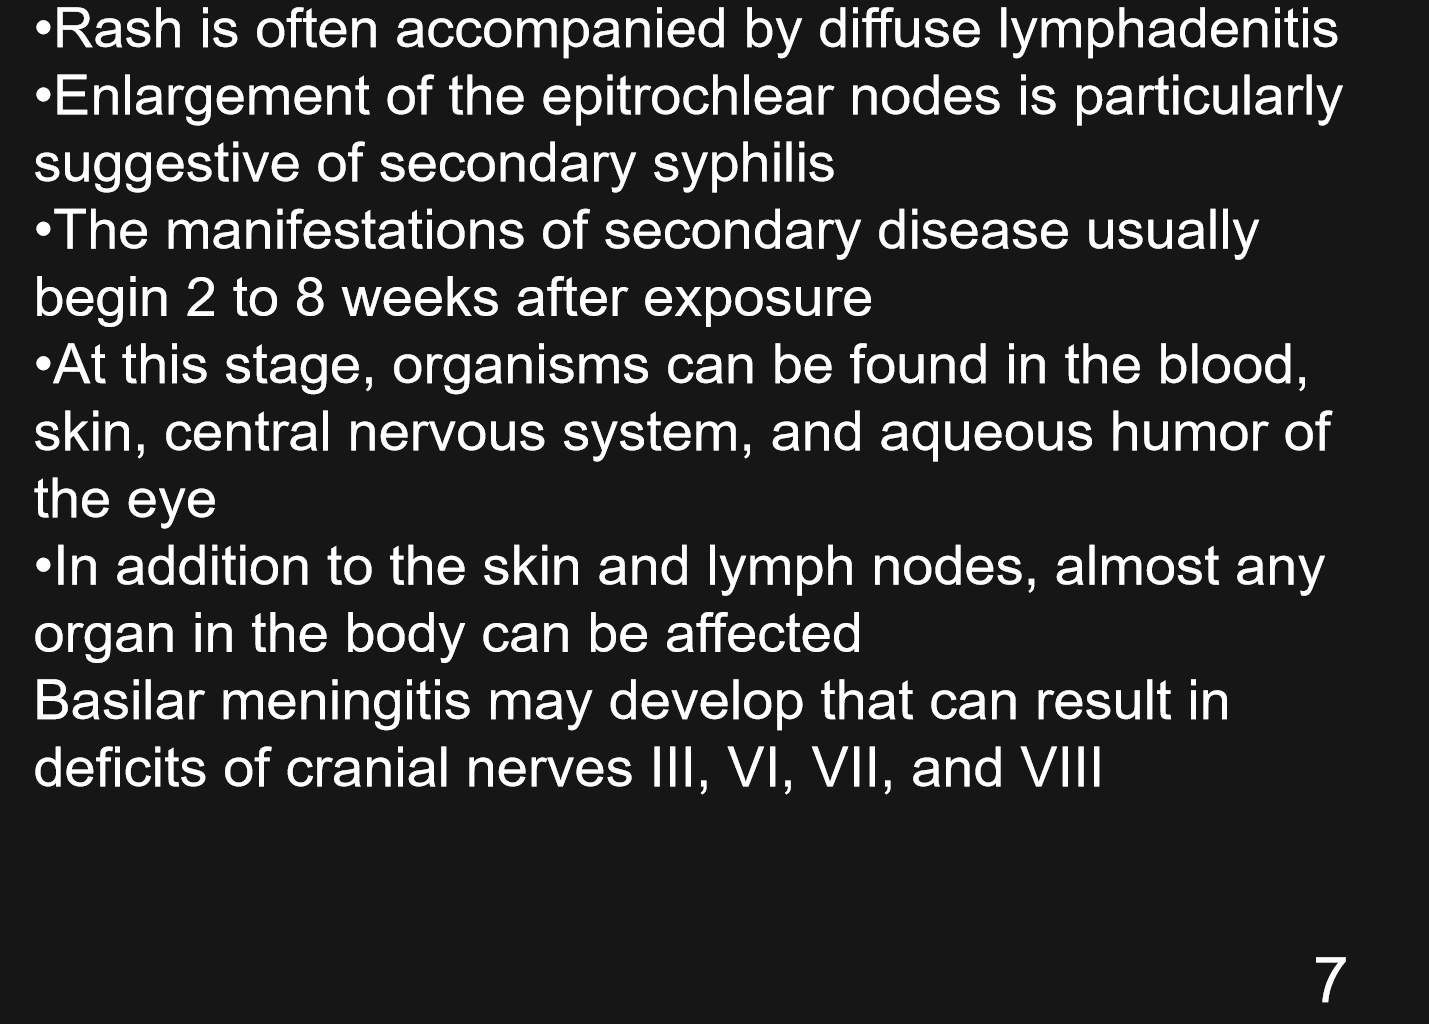 •Rash is often accompanied by diffuse lymphadenitis
•Enlargement of the epitrochlear nodes is particularly
suggestive of secondary syphilis
•The manifestations of secondary disease usually
begin 2 to 8 weeks after exposure
•At this stage, organisms can be found in the blood,
skin, central nervous system, and aqueous humor of
the eye
•In addition to the skin and lymph nodes, almost any
organ in the body can be affected
Basilar meningitis may develop that can result in
deficits of cranial nerves III, VI, VII, and VIII
7